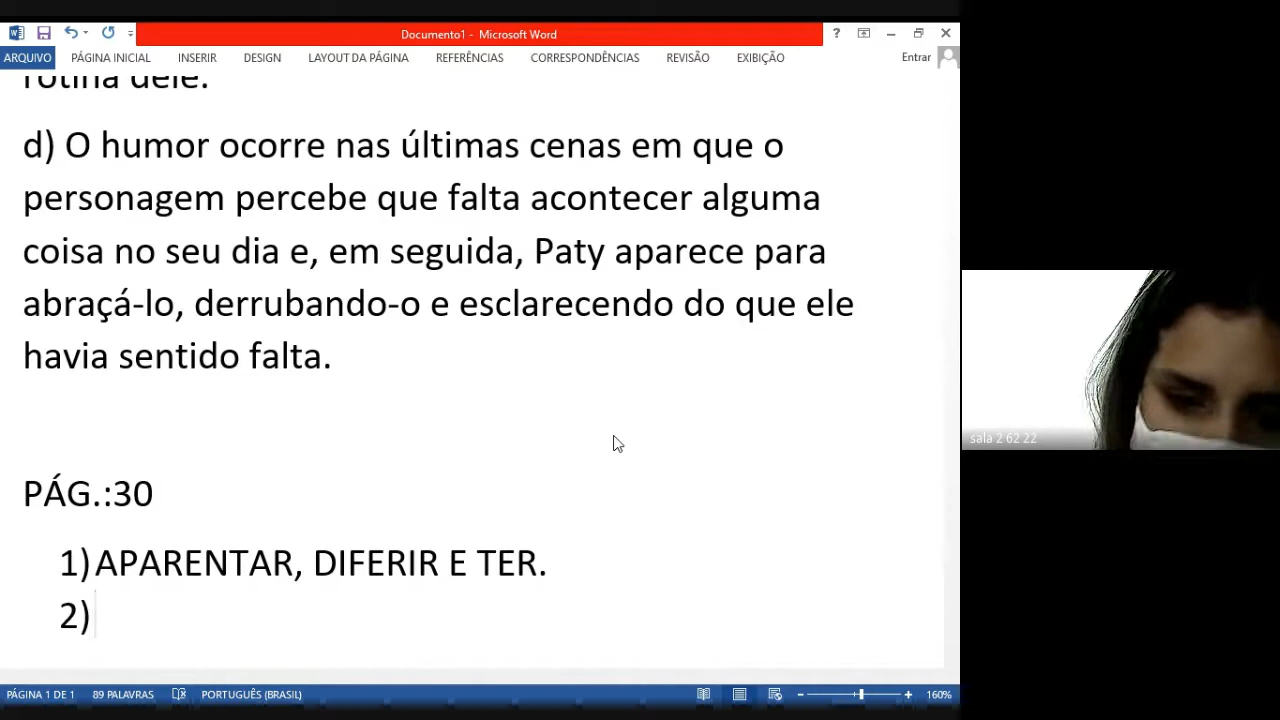 Documento1 - Microsoft Word
?
ARQUIVO PÁGINA INICIAL INSERIR DESIGN LAYOUT DA PÁGINA REFERÊNCIAS CORRESPONDÊNCIAS REVISÃO EXIBIÇÃO Entrar
rotina dele.
d) O humor ocorre nas últimas cenas em que o
personagem percebe que falta acontecer alguma
coisa no seu dia e, em seguida, Paty aparece para
abraçá-lo, derrubando-o e esclarecendo do que ele
havia sentido falta.
sala 2 62 22
PÁG.:30
1) APARENTAR, DIFERIR E TER.
2)
PÁGINA 1 DE 1 89 PALAVRAS PORTUGUÊS (BRASIL) 160%